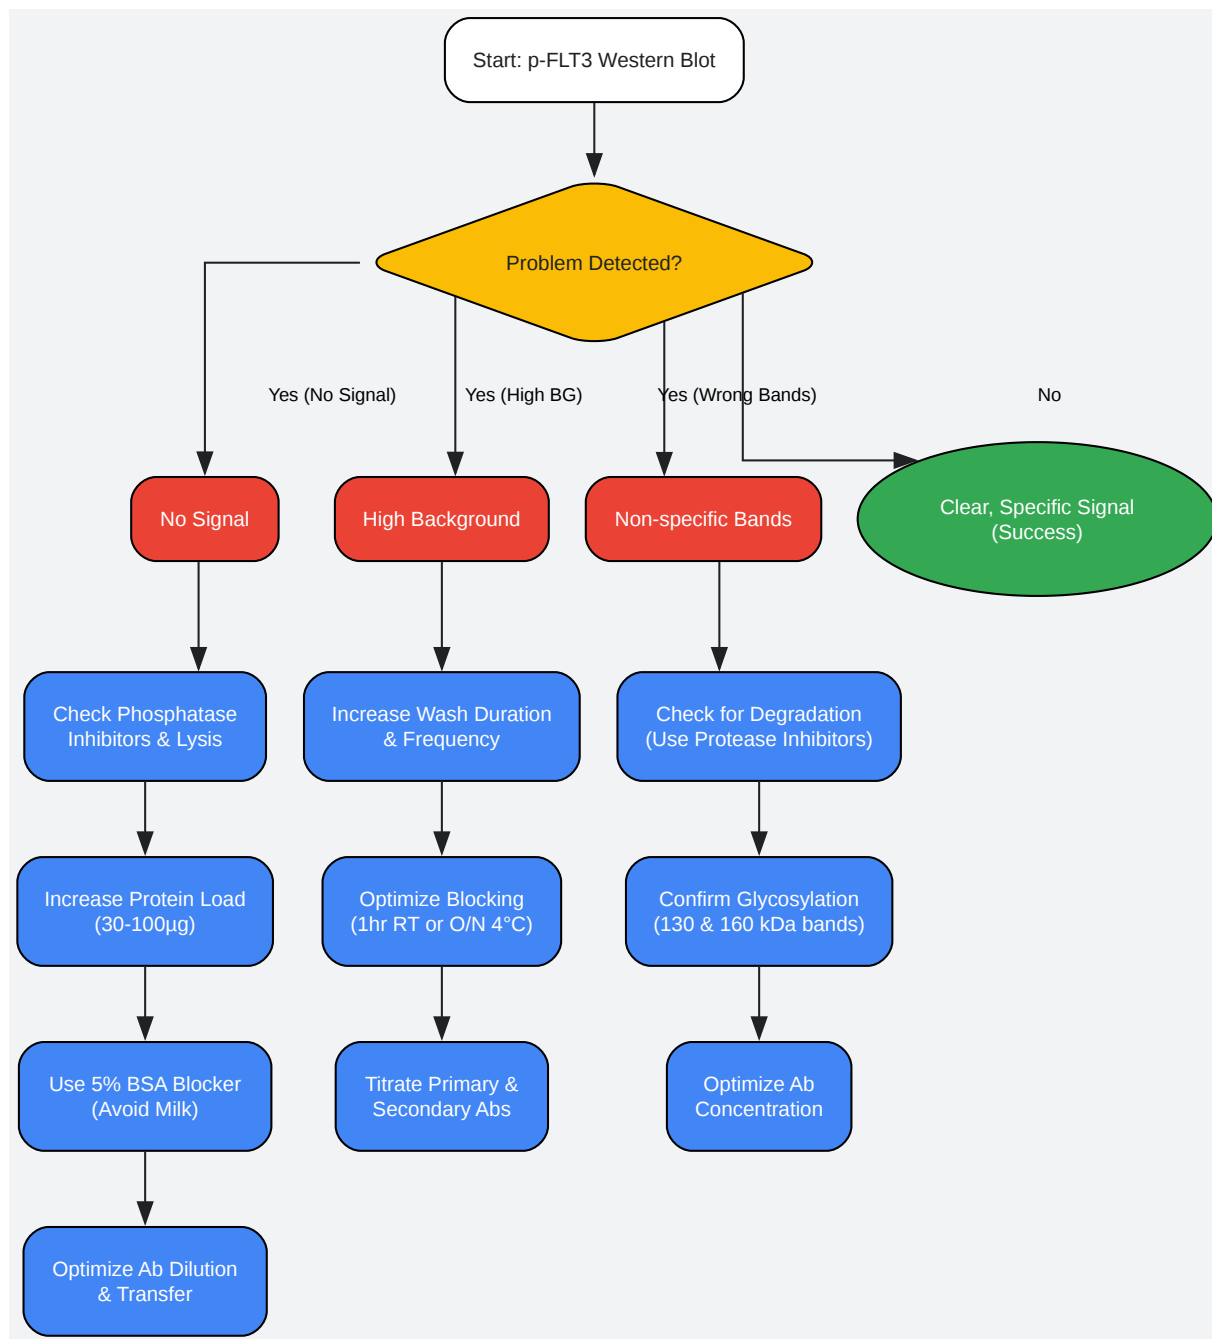 Start: p-FLT3 Western Blot
Problem Detected?
Yes (No Signal)
Yes (High BG)
Yes (Wrong Bands)
No
No Signal
High Background
Non-specific Bands
Clear, Specific Signal
(Success)
Check Phosphatase
Inhibitors & Lysis
Increase Wash Duration
& Frequency
Check for Degradation
(Use Protease Inhibitors)
Increase Protein Load
(30-100µg)
Optimize Blocking
(1hr RT or O/N 4°C)
Confirm Glycosylation
(130 & 160 kDa bands)
Use 5% BSA Blocker
(Avoid Milk)
Titrate Primary &
Secondary Abs
Optimize Ab
Concentration
Optimize Ab Dilution
& Transfer